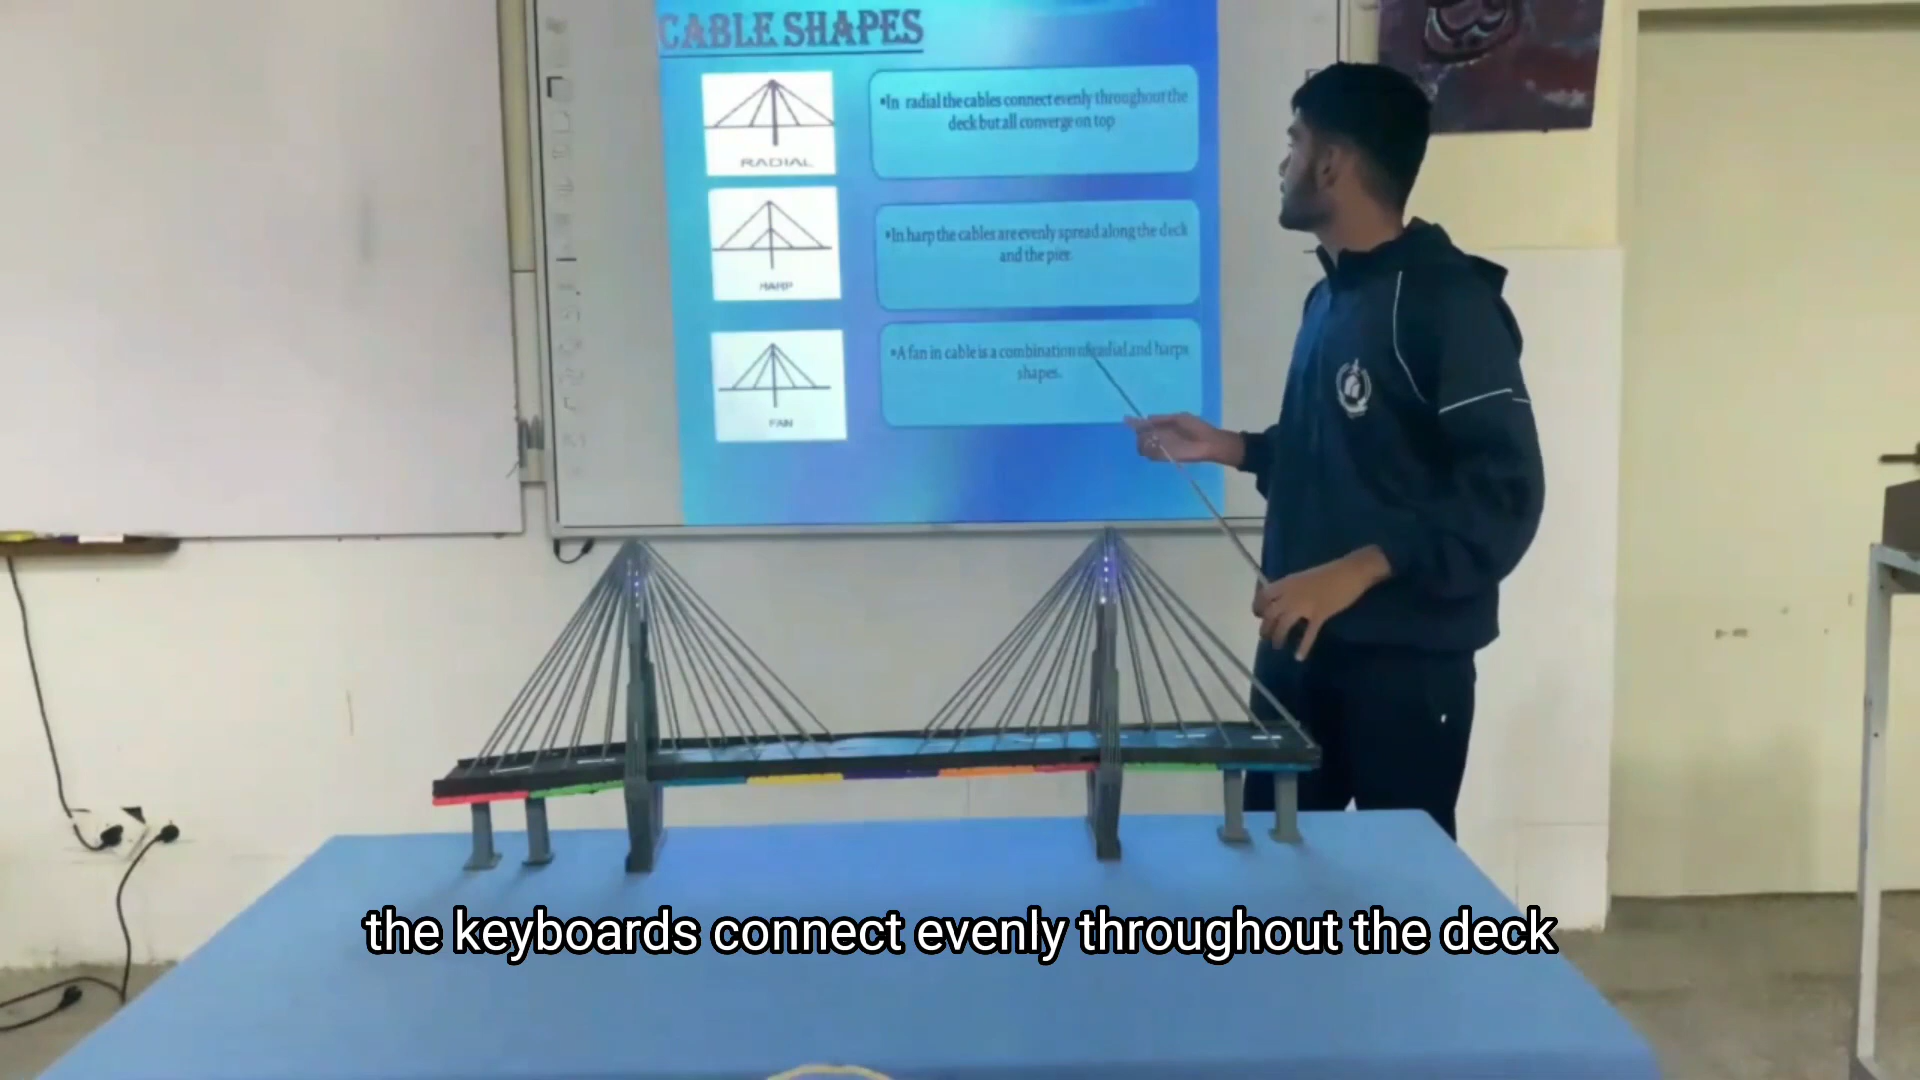 CABLE SHAPES
RADIAL
•In radial the cables connect evenly throughout the
deck but all converge on top
HARP
•In harp the cables are evenly spread along the deck
and the pier
FAN
•A fan in cable is a combination of radial and harps
shapes.
the keyboards connect evenly throughout the deck